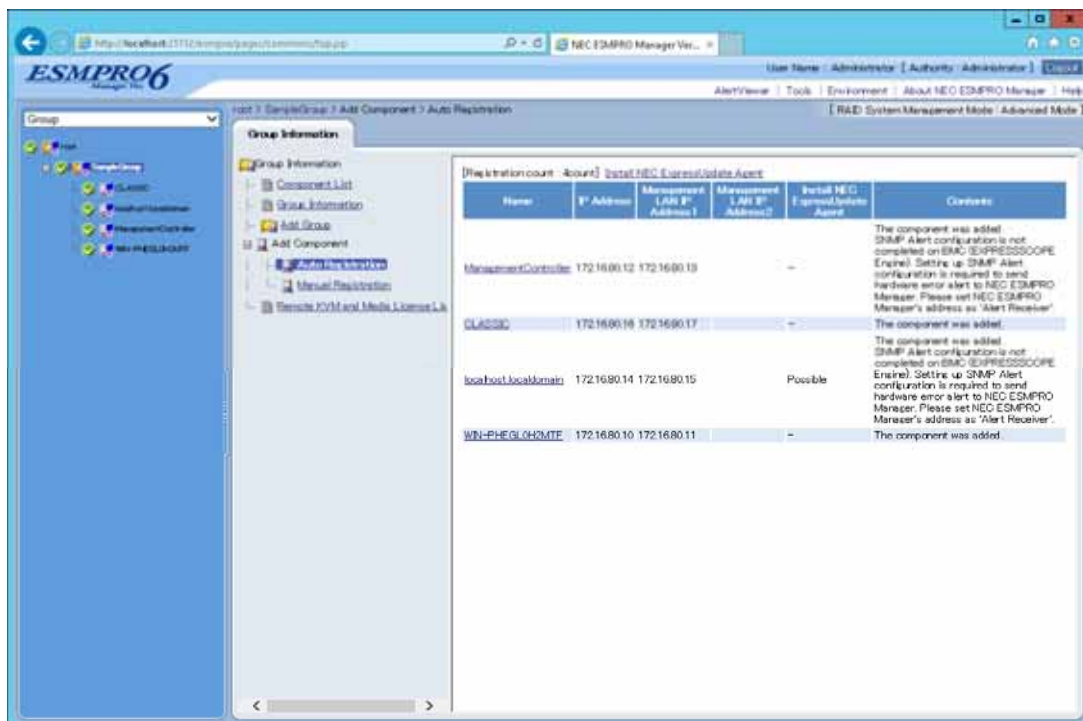 NEC ESMPRO Manager Ver...
ESMPRO6
User Name : Administrator [ Authority : Administrator ]
AlertViewer | Tools | Environment | About NEC ESMPRO Manager | Help
Group
root > SampleGroup > Add Component > Auto Registration
[ RAID System Management Mode : Advanced Mode ]
root
SampleGroup
CLASSIC
ManagementController
Group Information
Group Information
Component List
Group Information
Add Group
Add Component
Auto Registration
Manual Registration
Remote KVM and Media License Lis
[Registration count : 4count] Install NEC ExpressUpdate Agent
Name
IP Address
Management LAN IP Address1
Management LAN IP Address2
Install NEC ExpressUpdate Agent
Contents
ManagementController 172.16.80.12 172.16.80.13 –
The component was added.
SNMP Alert configuration is not
completed on BMC (EXPRESSSCOPE
Engine). Setting up SNMP Alert
configuration is required to send
hardware error alert to NEC ESMPRO
Manager. Please set NEC ESMPRO
Manager's address as 'Alert Receiver'.
CLASSIC 172.16.80.16 172.16.80.17 – The component was added.
localhost.localdomain 172.16.80.14 172.16.80.15 Possible
The component was added.
SNMP Alert configuration is not
completed on BMC (EXPRESSSCOPE
Engine). Setting up SNMP Alert
configuration is required to send
hardware error alert to NEC ESMPRO
Manager. Please set NEC ESMPRO
Manager's address as 'Alert Receiver'.
WIN-PHEGL0H2MTF 172.16.80.10 172.16.80.11 – The component was added.